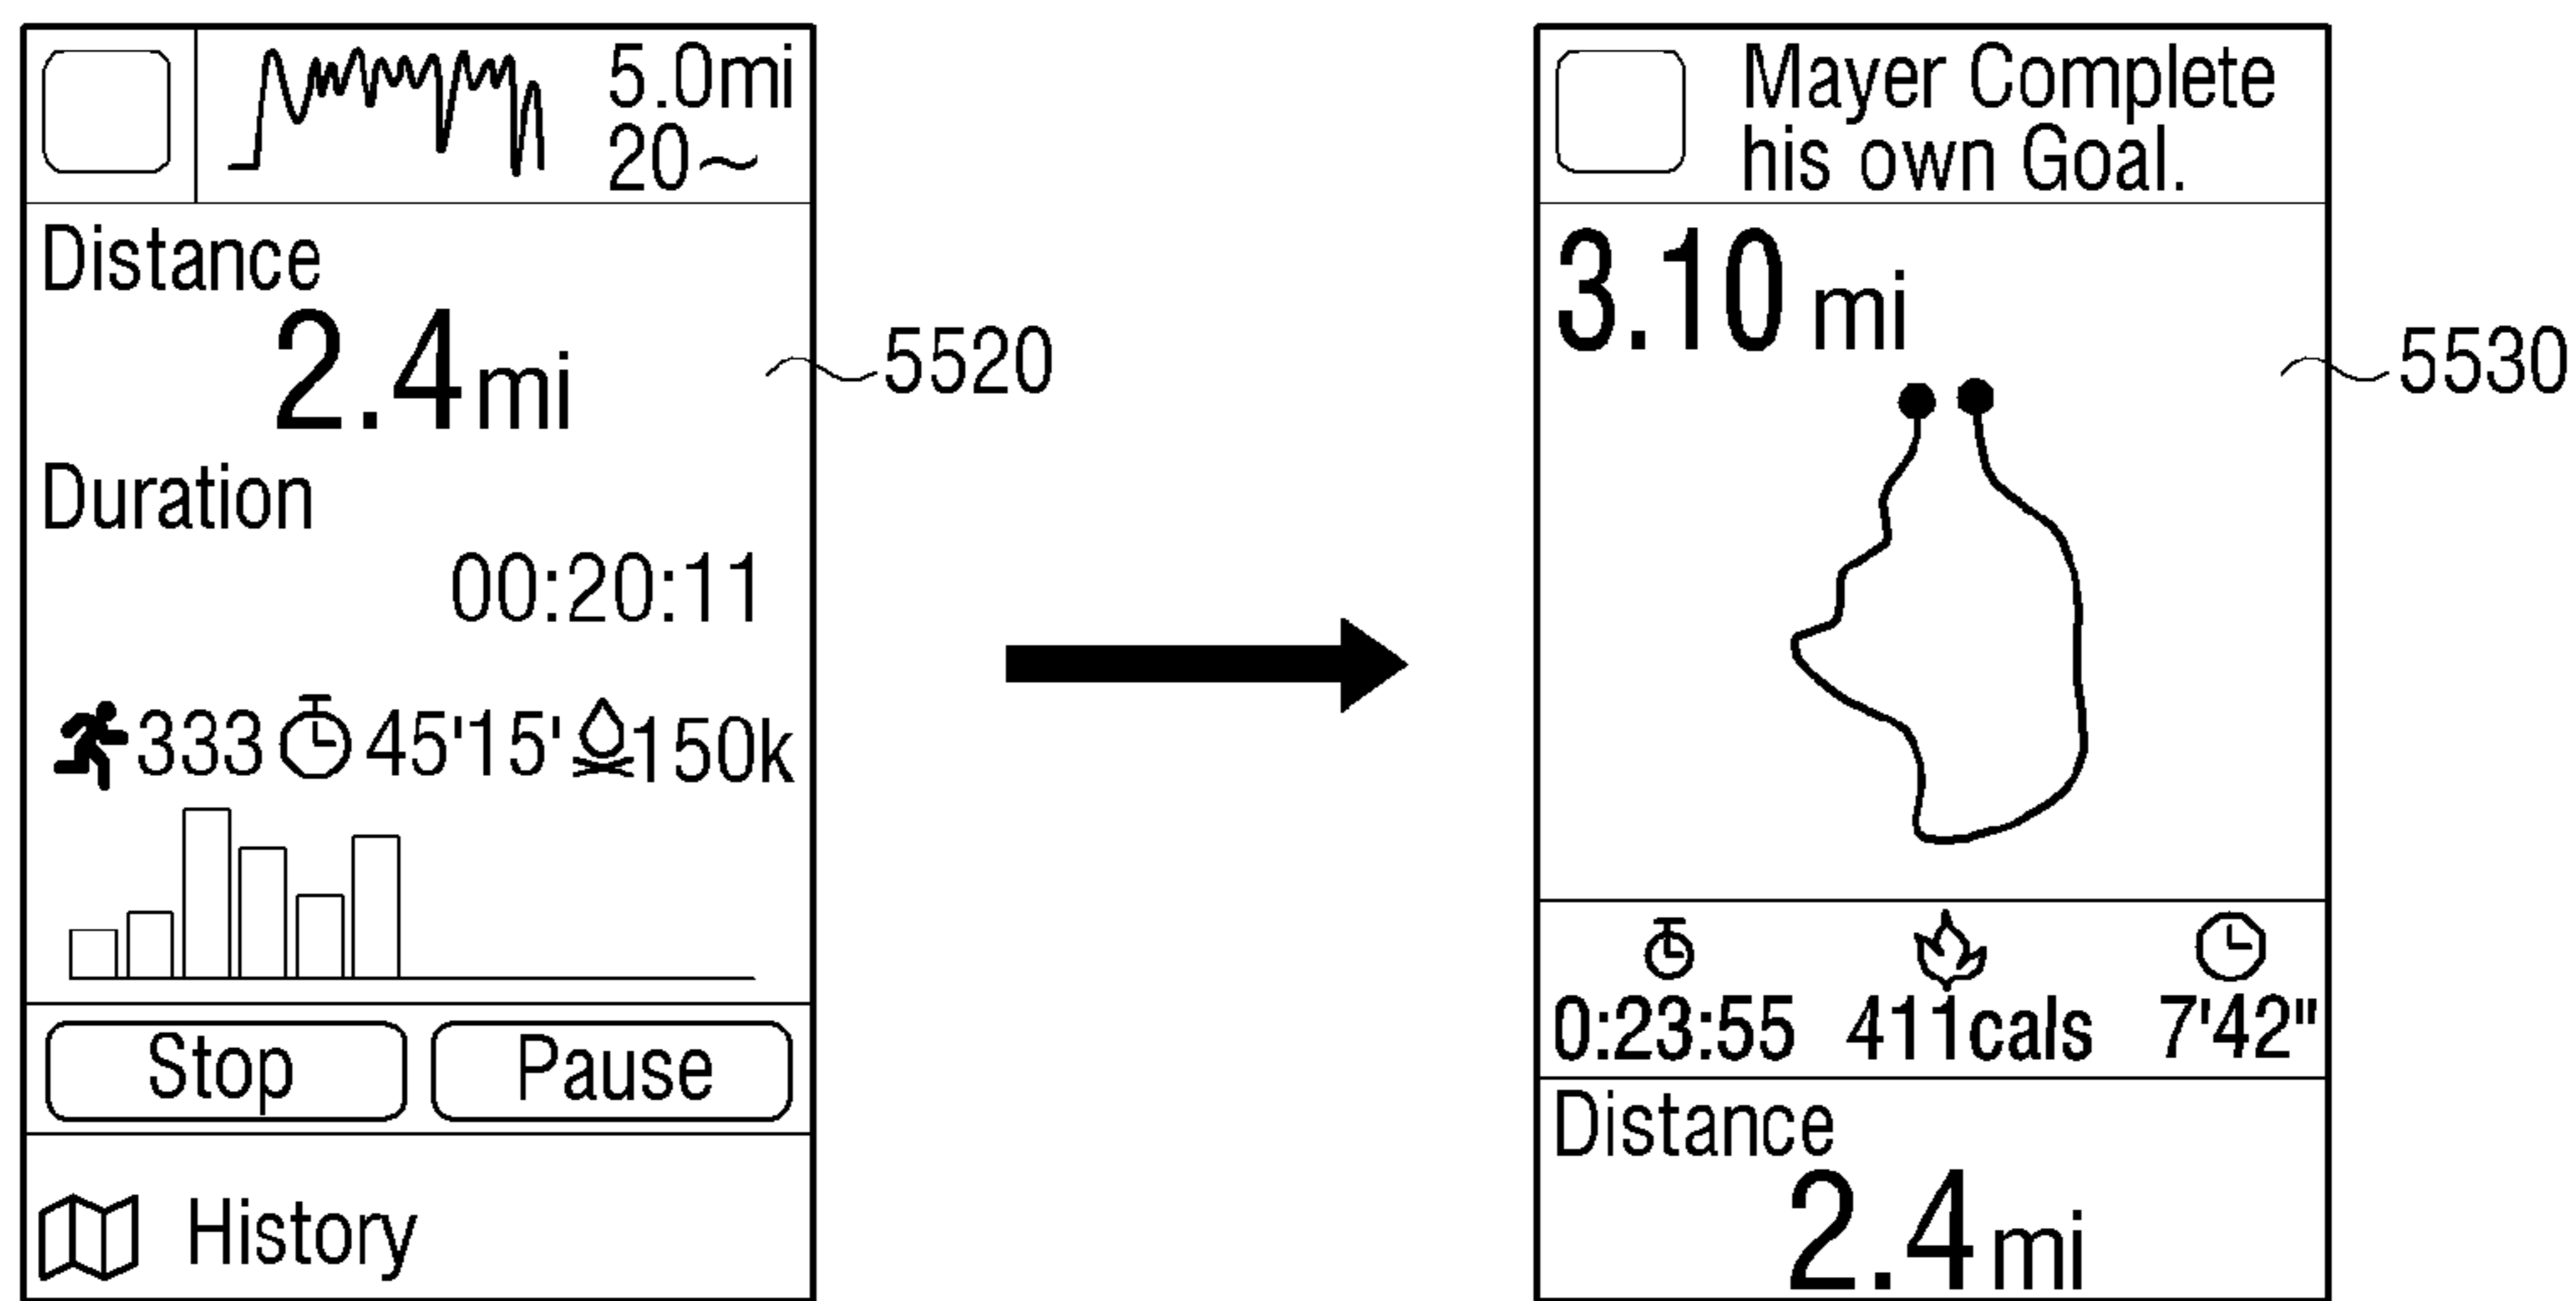 5.0mi
20~
Distance
2.4mi
Duration
00:20:11
333 45'15' 150k
Stop Pause
History
5520
Mayer Complete
his own Goal.
3.10 mi
0:23:55 411cals 7'42"
Distance
2.4mi
5530